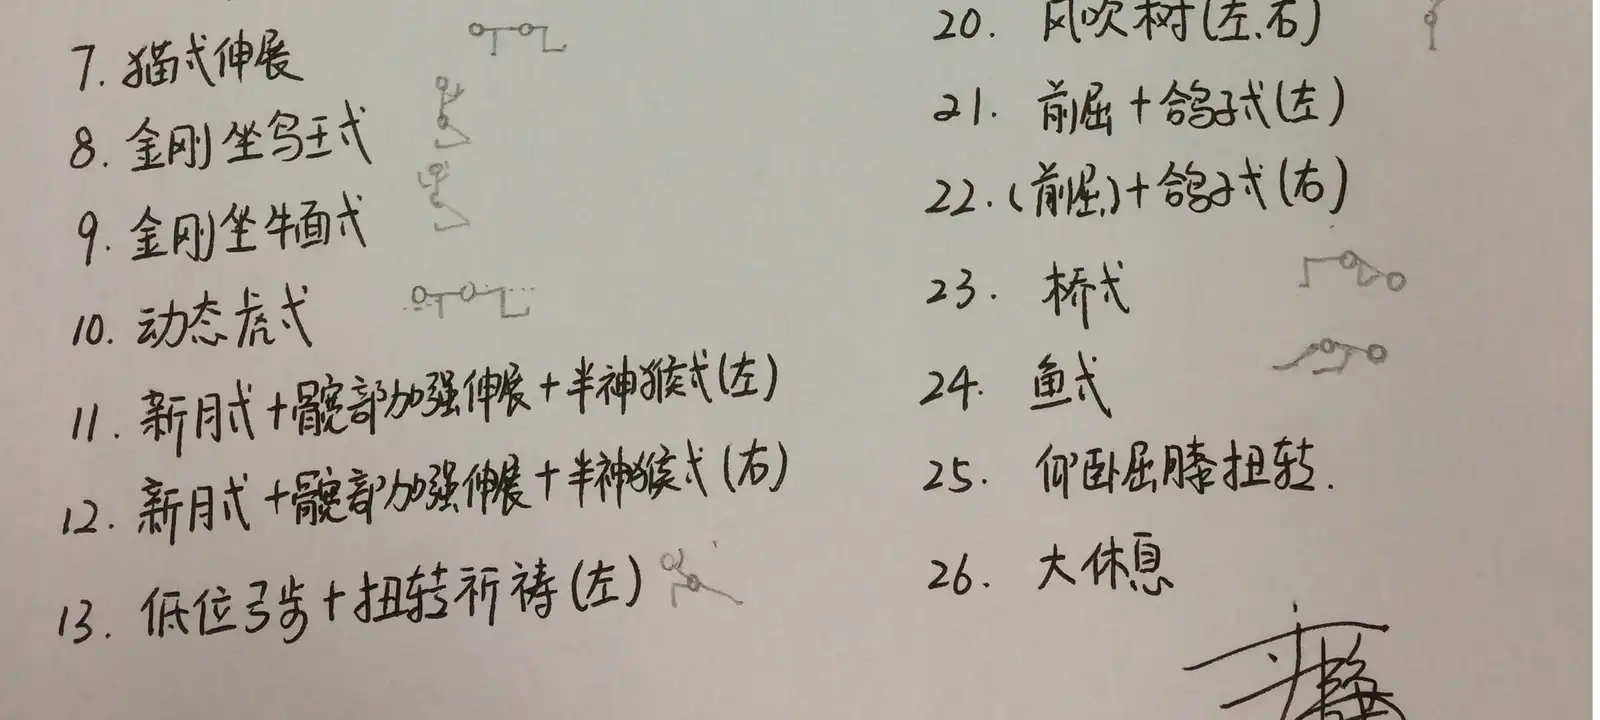 7. 猫式伸展
8. 金刚坐鸟王式
9. 金刚坐牛面式
10. 动态虎式
11. 新月式+髋部加强伸展+半神猴式(左)
12. 新月式+髋部加强伸展+半神猴式(右)
13. 低位弓步+扭转祈祷(左)
20. 风吹树(左.右)
21. 前屈+鸽子式(左)
22. (前屈)+鸽子式(右)
23. 桥式
24. 鱼式
25. 仰卧屈膝扭转.
26. 大休息